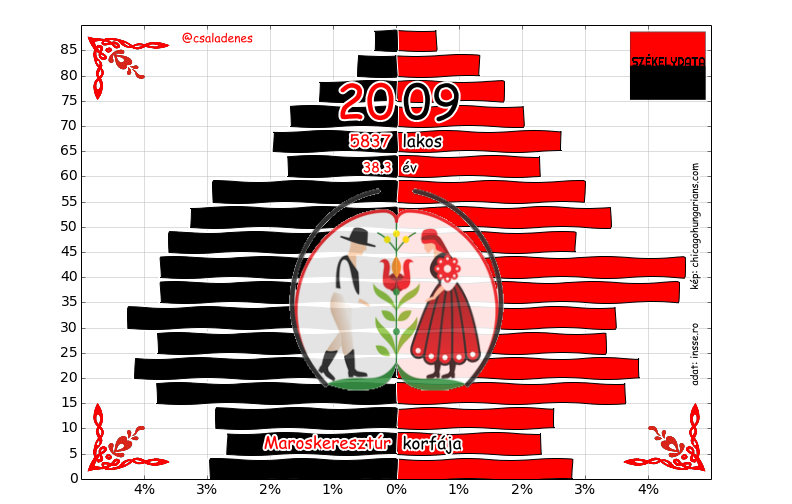 @csaladenes
SZÉKELYDATA
2009
5837 lakos
38.3 év
kép: chicagohungarians.com
adat: insse.ro
Maroskeresztúr korfája
85
80
75
70
65
60
55
50
45
40
35
30
25
20
15
10
5
0
4% 3% 2% 1% 0% 1% 2% 3% 4%